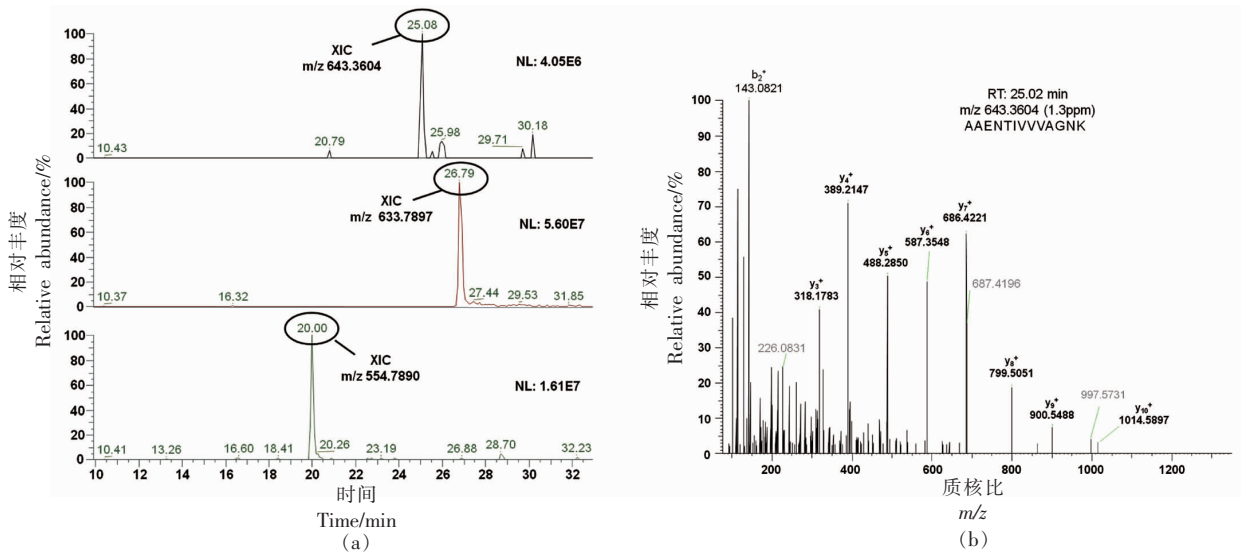 相对丰度
Relative abundance/%
100
80
60
40
20
0
25.08
XIC
m/z 643.3604
NL: 4.05E6
10.43
20.79
25.98
29.71
30.18
100
80
60
40
20
0
26.79
XIC
m/z 633.7897
NL: 5.60E7
10.37
16.32
27.44
29.53
31.85
100
80
60
40
20
0
20.00
XIC
m/z 554.7890
NL: 1.61E7
10.41
13.26
16.60
18.41
20.26
23.19
26.88
28.70
32.23
10 12 14 16 18 20 22 24 26 28 30 32
时间
Time/min
(a)
相对丰度
Relative abundance/%
100
90
80
70
60
50
40
30
20
10
0
b2+
143.0821
RT: 25.02 min
m/z 643.3604 (1.3ppm)
AAENTIVVVAGNK
226.0831
y3+
318.1783
y4+
389.2147
y5+
488.2850
y6+
587.3548
y7+
686.4221
687.4196
y8+
799.5051
y9+
900.5488
997.5731
y10+
1014.5897
200 400 600 800 1000 1200
质核比
m/z
(b)